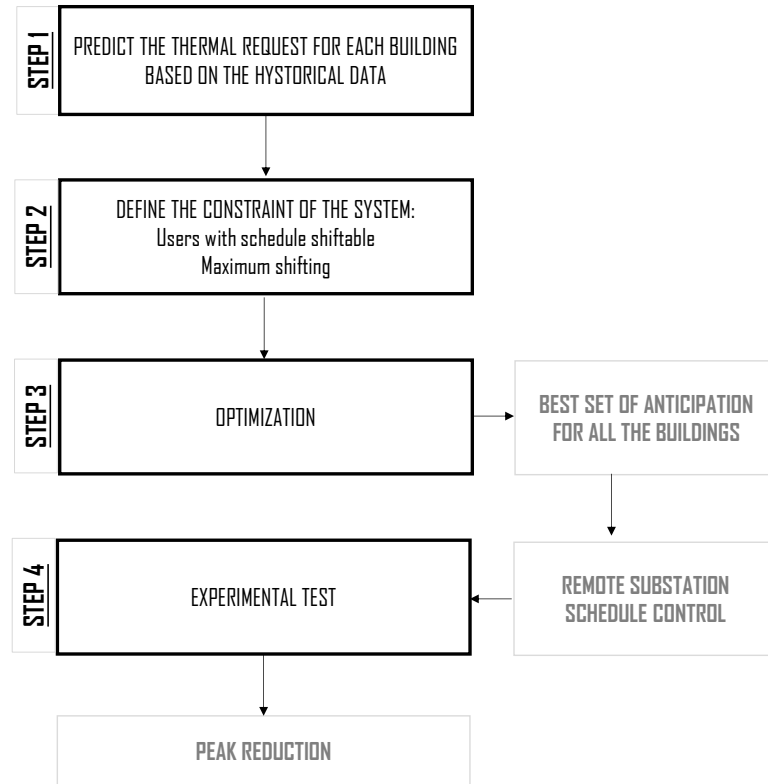 STEP 1
PREDICT THE THERMAL REQUEST FOR EACH BUILDING
BASED ON THE HYSTORICAL DATA
STEP 2
DEFINE THE CONSTRAINT OF THE SYSTEM:
Users with schedule shiftable
Maximum shifting
STEP 3
OPTIMIZATION
BEST SET OF ANTICIPATION
FOR ALL THE BUILDINGS
STEP 4
EXPERIMENTAL TEST
REMOTE SUBSTATION
SCHEDULE CONTROL
PEAK REDUCTION